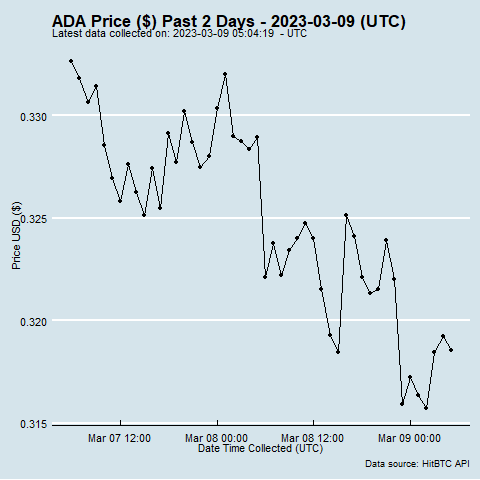 ADA Price ($) Past 2 Days - 2023-03-09 (UTC)
Latest data collected on: 2023-03-09 05:04:19 - UTC
0.330
0.325
0.320
0.315
Price USD ($)
Mar 07 12:00 Mar 08 00:00 Mar 08 12:00 Mar 09 00:00
Date Time Collected (UTC)
Data source: HitBTC API